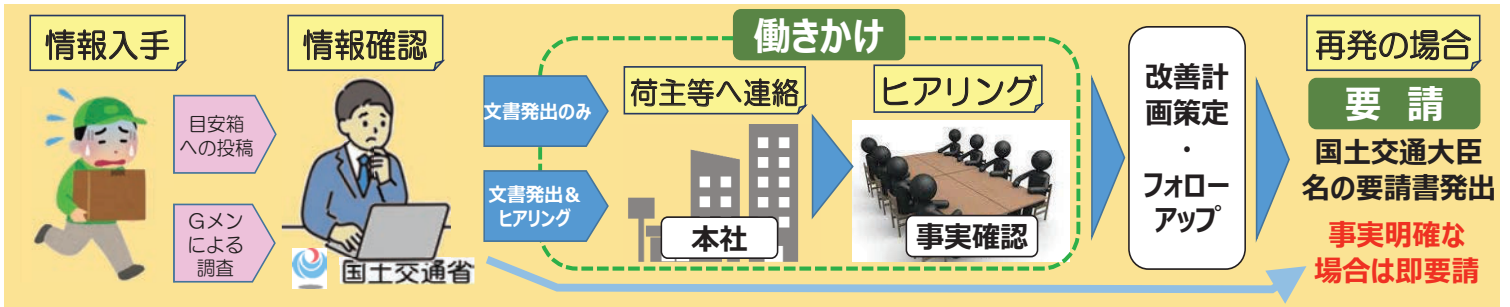 情報入手
目安箱
への投稿
Gメン
による
調査
情報確認
国土交通省
文書発出のみ
文書発出&
ヒアリング
働きかけ
荷主等へ連絡
本社
ヒアリング
事実確認
改善計
画策定
・
フォロー
アップ
再発の場合
要 請
国土交通大臣
名の要請書発出
事実明確な
場合は即要請